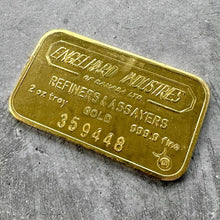 ENGELHARD INDUSTRIES
OF CANADA LTD.
REFINERS & ASSAYERS
GOLD
2 oz. troy 999.9 fine
359448